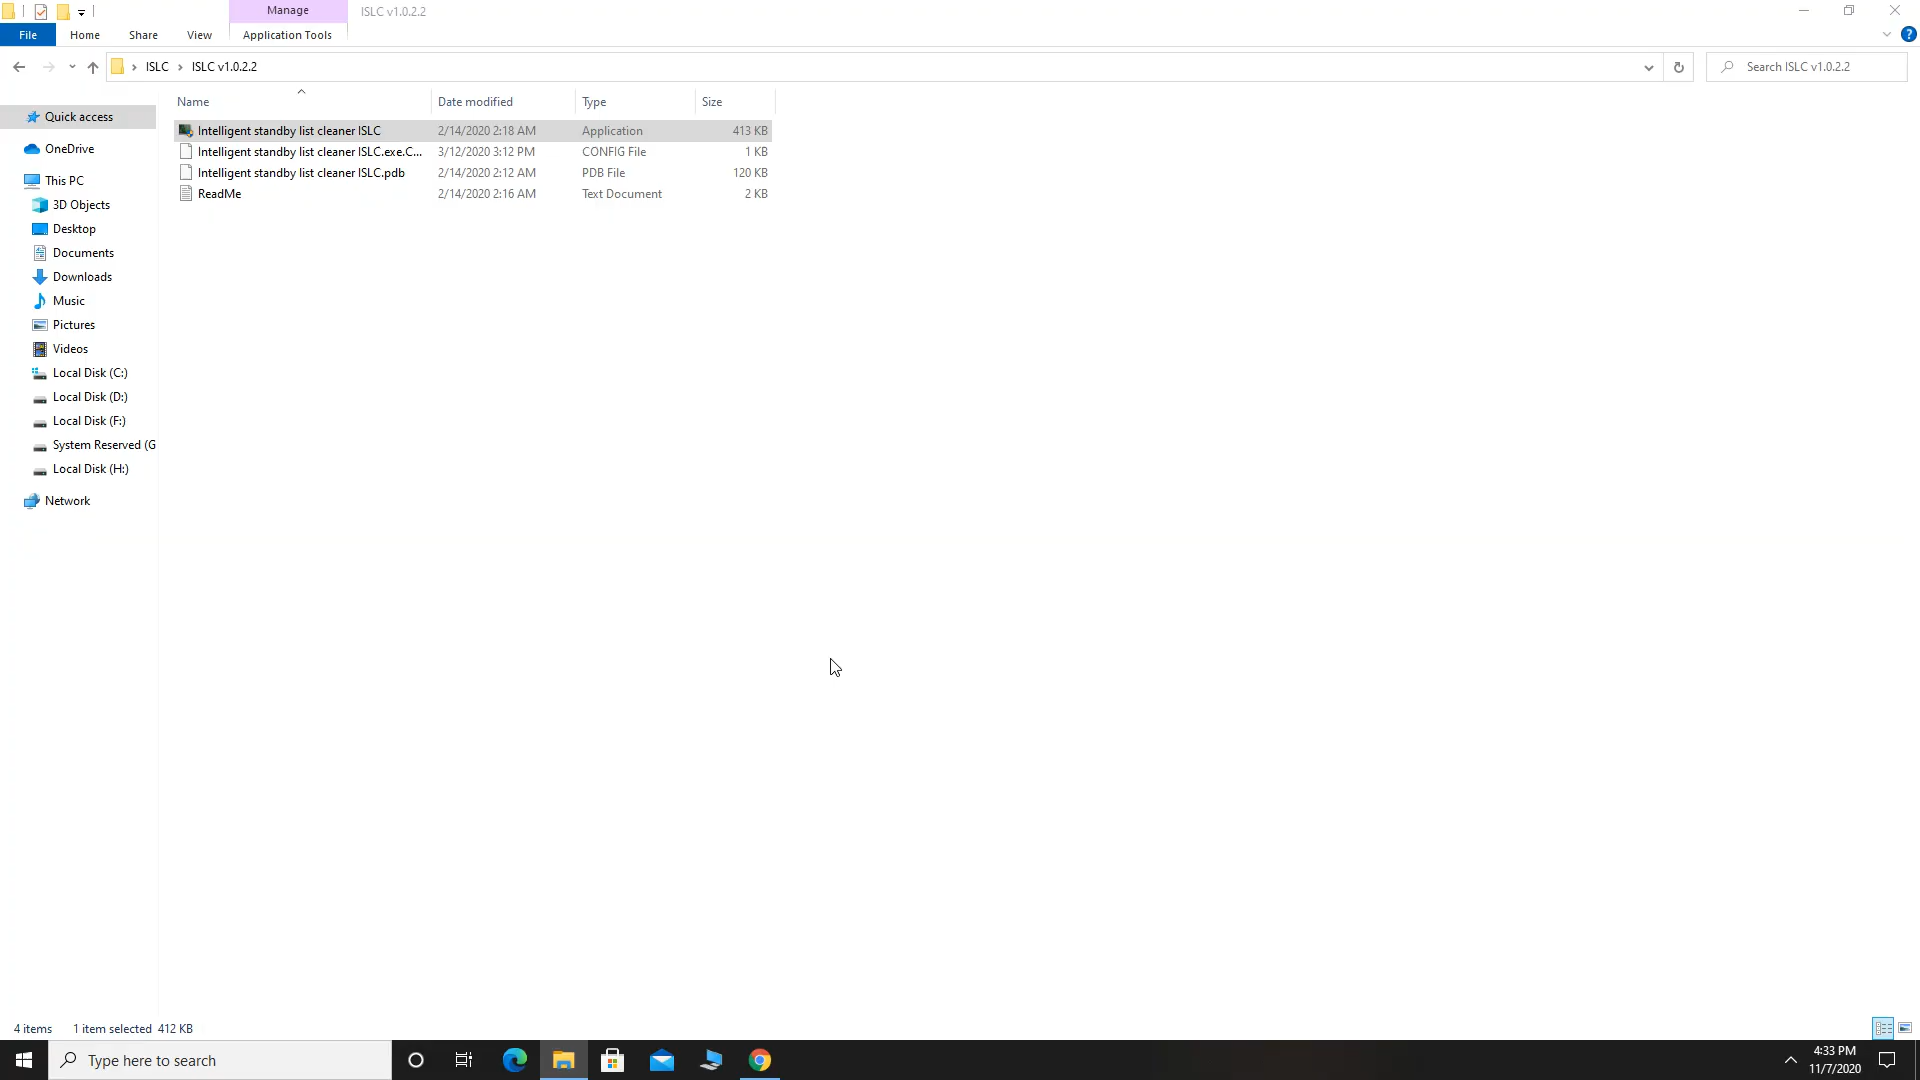 Manage
ISLC v1.0.2.2
File
Home
Share
View
Application Tools
?
ISLC
ISLC v1.0.2.2
Search ISLC v1.0.2.2
Name
Date modified
Type
Size
Quick access
OneDrive
This PC
3D Objects
Desktop
Documents
Downloads
Music
Pictures
Videos
Local Disk (C:)
Local Disk (D:)
Local Disk (F:)
System Reserved (G
Local Disk (H:)
Network
Intelligent standby list cleaner ISLC 2/14/2020 2:18 AM Application 413 KB
Intelligent standby list cleaner ISLC.exe.C... 3/12/2020 3:12 PM CONFIG File 1 KB
Intelligent standby list cleaner ISLC.pdb 2/14/2020 2:12 AM PDB File 120 KB
ReadMe 2/14/2020 2:16 AM Text Document 2 KB
4 items 1 item selected 412 KB
Type here to search
4:33 PM
11/7/2020